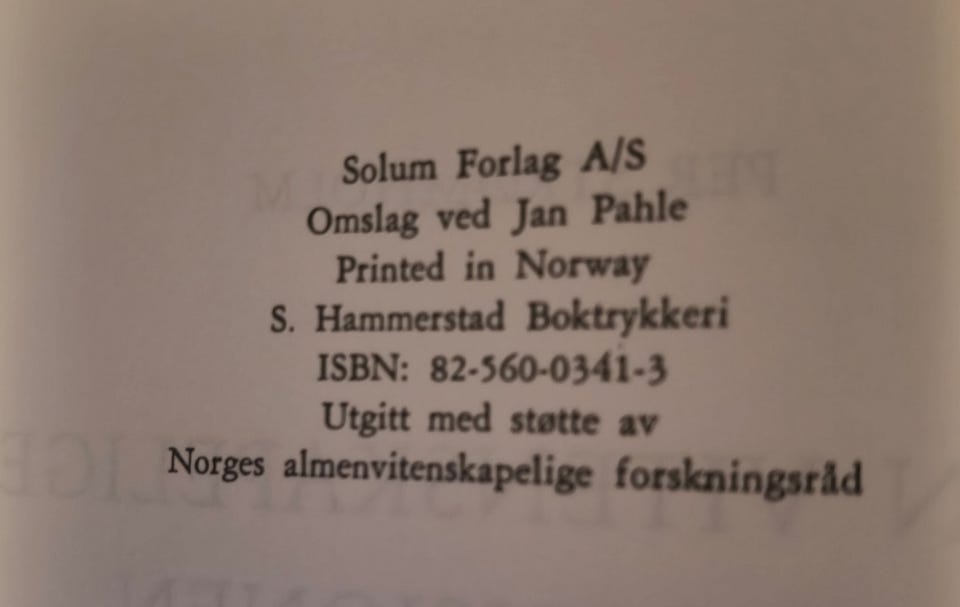 Solum Forlag A/S
Omslag ved Jan Pahle
Printed in Norway
S. Hammerstad Boktrykkeri
ISBN: 82-560-0341-3
Utgitt med støtte av
Norges almenvitenskapelige forskningsråd